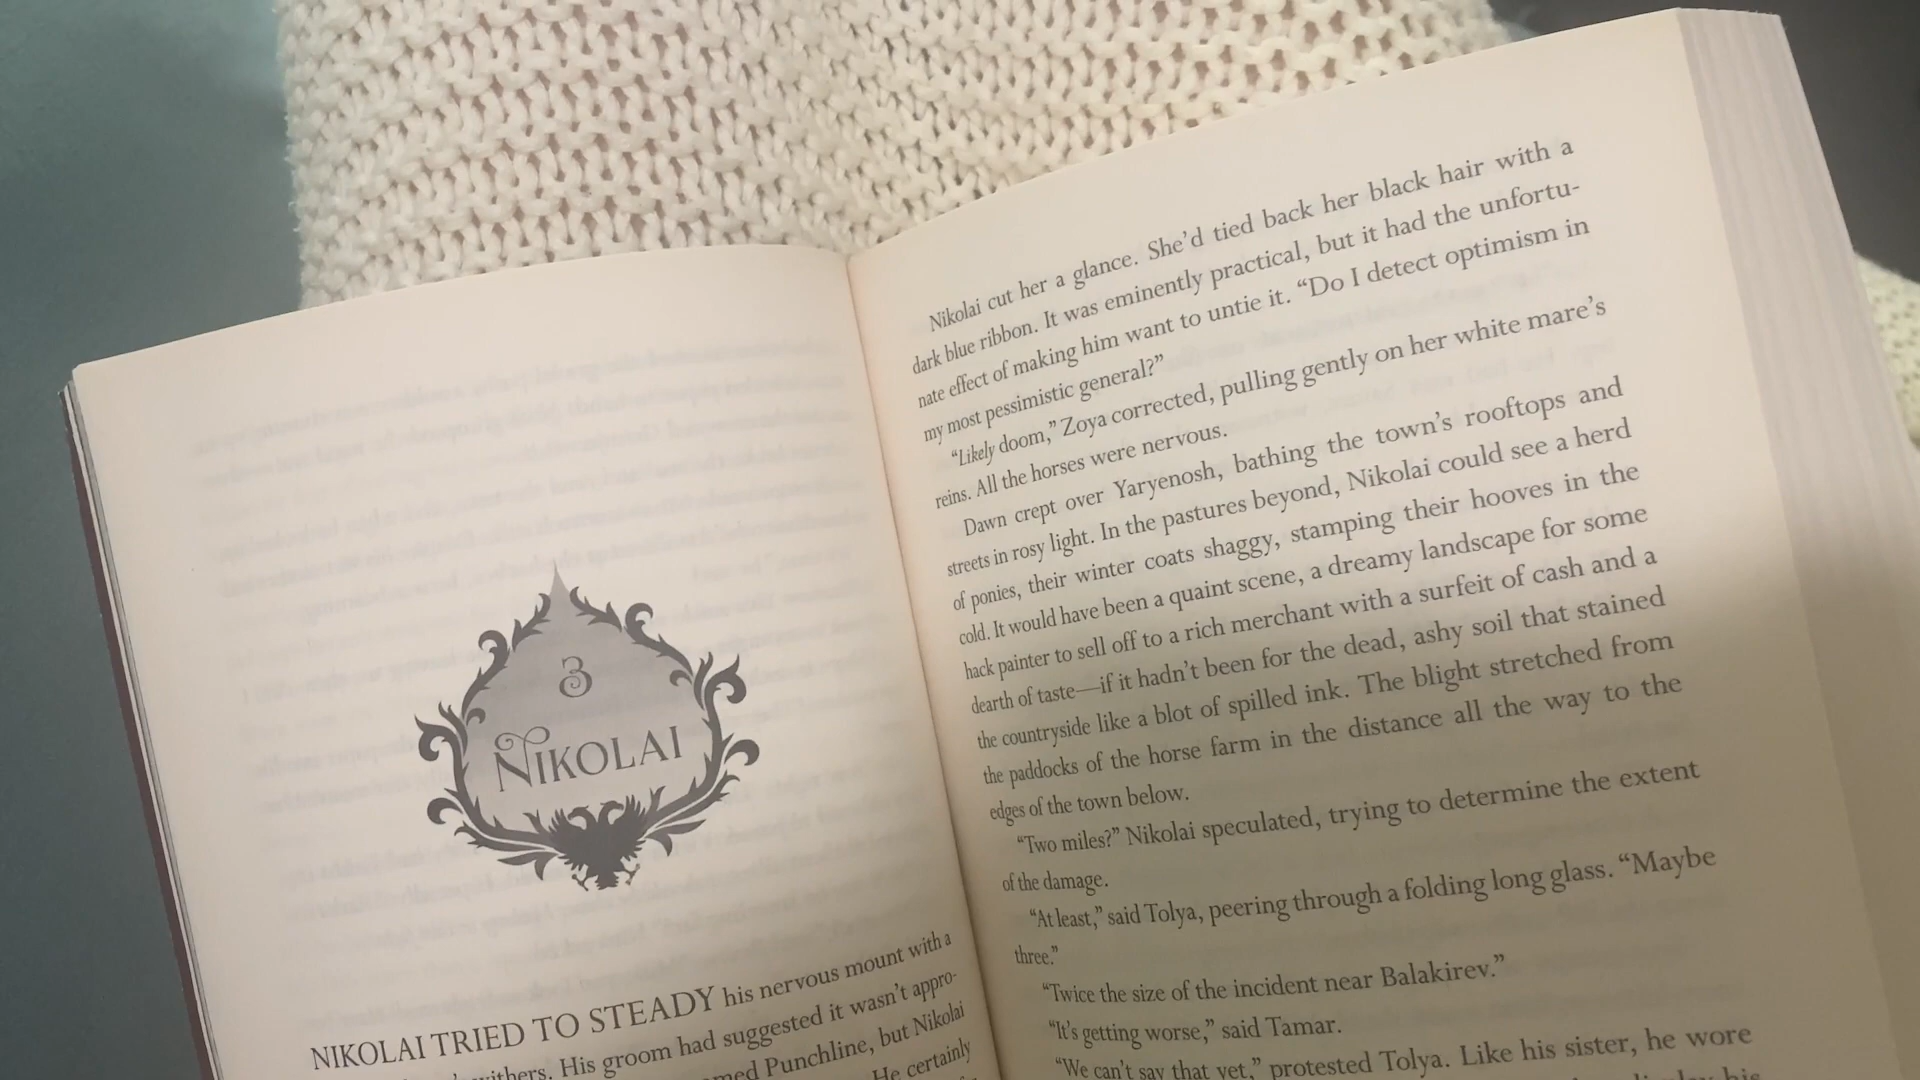 3
NIKOLAI
NIKOLAI TRIED TO STEADY his nervous mount with a
withers. His groom had suggested it wasn't appro-
Punchline, but Nikolai
He certainly
Nikolai cut her a glance. She'd tied back her black hair with a
dark blue ribbon. It was eminently practical, but it had the unfortu-
nate effect of making him want to untie it. “Do I detect optimism in
my most pessimistic general?”
“Likely doom,” Zoya corrected, pulling gently on her white mare's
reins. All the horses were nervous.
Dawn crept over Yaryenosh, bathing the town's rooftops and
streets in rosy light. In the pastures beyond, Nikolai could see a herd
of ponies, their winter coats shaggy, stamping their hooves in the
cold. It would have been a quaint scene, a dreamy landscape for some
hack painter to sell off to a rich merchant with a surfeit of cash and a
dearth of taste—if it hadn't been for the dead, ashy soil that stained
the countryside like a blot of spilled ink. The blight stretched from
the paddocks of the horse farm in the distance all the way to the
edges of the town below.
“Two miles?” Nikolai speculated, trying to determine the extent
of the damage.
“At least,” said Tolya, peering through a folding long glass. “Maybe
three.”
“Twice the size of the incident near Balakirev.”
“It's getting worse,” said Tamar.
“We can't say that yet,” protested Tolya. Like his sister, he wore